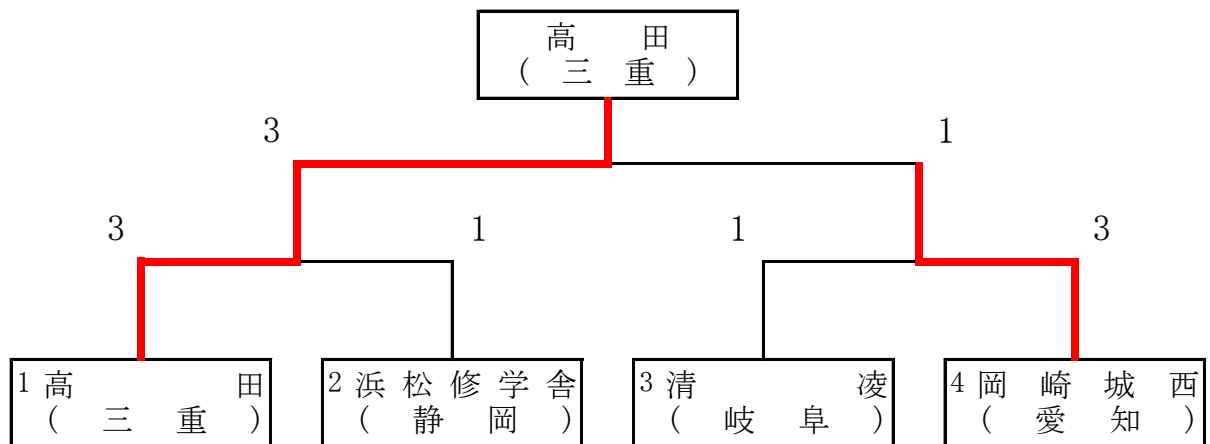 高田
(三重)
3 1
3 1 1 3
1 高田
(三重)
2 浜松修学舎
(静岡)
3 清凌
(岐阜)
4 岡崎城西
(愛知)